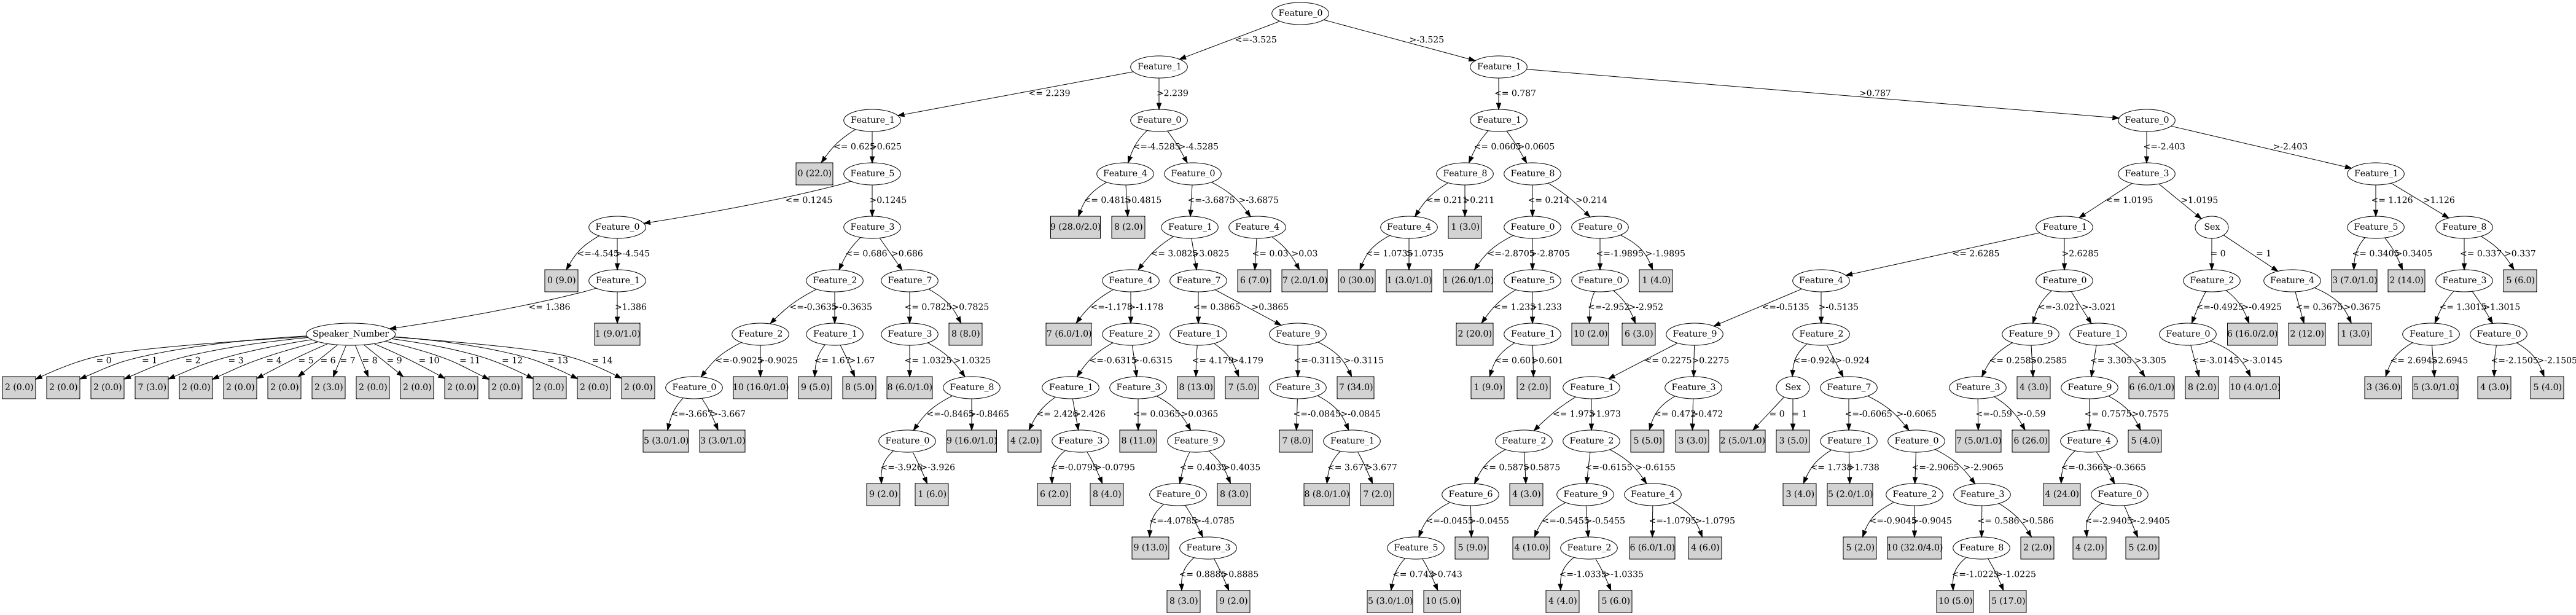 Feature_0
<=-3.525 >-3.525
Feature_1 Feature_1
<= 2.239 >2.239 <= 0.787 >0.787
Feature_1 Feature_0 Feature_1 Feature_0
<= 0.625 >0.625 <=-4.5285 >-4.5285 <= 0.0605 >0.0605 <=-2.403 >-2.403
0 (22.0) Feature_5 Feature_4 Feature_0 Feature_8 Feature_8 Feature_3 Feature_1
<= 0.1245 >0.1245 <= 0.4815 >0.4815 <=-3.6875 >-3.6875 <= 0.211 >0.211 <= 0.214 >0.214 <= 1.0195 >1.0195 <= 1.126 >1.126
Feature_0 Feature_3 9 (28.0/2.0) 8 (2.0) Feature_1 Feature_4 Feature_4 1 (3.0) Feature_0 Feature_0 Feature_1 Sex Feature_5 Feature_8
<=-4.545 >-4.545 <= 0.686 >0.686 <= 3.0825 >3.0825 <= 0.03 >0.03 <= 1.0735 >1.0735 <=-2.8705 >-2.8705 <=-1.9895 >-1.9895 <= 2.6285 >2.6285 = 0 = 1 <= 0.3405 >0.3405 <= 0.337 >0.337
0 (9.0) Feature_1 Feature_2 Feature_7 Feature_4 Feature_7 6 (7.0) 7 (2.0/1.0) 0 (30.0) 1 (3.0/1.0) 1 (26.0/1.0) Feature_5 Feature_0 1 (4.0) Feature_4 Feature_0 Feature_2 Feature_4 3 (7.0/1.0) 2 (14.0) Feature_3 5 (6.0)
<= 1.386 >1.386 <=-0.3635 >-0.3635 <= 0.7825 >0.7825 <=-1.178 >-1.178 <= 0.3865 >0.3865 <= 1.233 >1.233 <=-2.952 >-2.952 <=-0.5135 >-0.5135 <=-3.021 >-3.021 <=-0.4925 >-0.4925 <= 0.3675 >0.3675 <= 1.3015 >1.3015
Speaker_Number 1 (9.0/1.0) Feature_2 Feature_1 Feature_3 8 (8.0) 7 (6.0/1.0) Feature_2 Feature_1 Feature_9 2 (20.0) Feature_1 10 (2.0) 6 (3.0) Feature_9 Feature_2 Feature_9 Feature_1 Feature_0 6 (16.0/2.0) 2 (12.0) 1 (3.0) Feature_1 Feature_0
= 0 = 1 = 2 = 3 = 4 = 5 = 6 = 7 = 8 = 9 = 10 = 11 = 12 = 13 = 14 <=-0.9025 >-0.9025 <= 1.67 >1.67 <= 1.0325 >1.0325 <=-0.6315 >-0.6315 <= 4.179 >4.179 <=-0.3115 >-0.3115 <= 0.601 >0.601 <= 0.2275 >0.2275 <=-0.924 >-0.924 <= 0.2585 >0.2585 <= 3.305 >3.305 <=-3.0145 >-3.0145 <= 2.6945 >2.6945 <=-2.1505 >-2.1505
2 (0.0) 2 (0.0) 2 (0.0) 7 (3.0) 2 (0.0) 2 (0.0) 2 (0.0) 2 (3.0) 2 (0.0) 2 (0.0) 2 (0.0) 2 (0.0) 2 (0.0) 2 (0.0) 2 (0.0) Feature_0 10 (16.0/1.0) 9 (5.0) 8 (5.0) 8 (6.0/1.0) Feature_8 Feature_1 Feature_3 8 (13.0) 7 (5.0) Feature_3 7 (34.0) 1 (9.0) 2 (2.0) Feature_1 Feature_3 Sex Feature_7 Feature_3 4 (3.0) Feature_9 6 (6.0/1.0) 8 (2.0) 10 (4.0/1.0) 3 (36.0) 5 (3.0/1.0) 4 (3.0) 5 (4.0)
<=-3.667 >-3.667 <=-0.8465 >-0.8465 <= 2.426 >2.426 <= 0.0365 >0.0365 <=-0.0845 >-0.0845 <= 1.973 >1.973 <= 0.472 >0.472 = 0 = 1 <=-0.6065 >-0.6065 <=-0.59 >-0.59 <= 0.7575 >0.7575
5 (3.0/1.0) 3 (3.0/1.0) Feature_0 9 (16.0/1.0) 4 (2.0) Feature_3 8 (11.0) Feature_9 7 (8.0) Feature_1 Feature_2 Feature_2 5 (5.0) 3 (3.0) 2 (5.0/1.0) 3 (5.0) Feature_1 Feature_0 7 (5.0/1.0) 6 (26.0) Feature_4 5 (4.0)
<=-3.926 >-3.926 <=-0.0795 >-0.0795 <= 0.4035 >0.4035 <= 3.677 >3.677 <= 0.5875 >0.5875 <=-0.6155 >-0.6155 <= 1.738 >1.738 <=-2.9065 >-2.9065 <=-0.3665 >-0.3665
9 (2.0) 1 (6.0) 6 (2.0) 8 (4.0) Feature_0 8 (3.0) 8 (8.0/1.0) 7 (2.0) Feature_6 4 (3.0) Feature_9 Feature_4 3 (4.0) 5 (2.0/1.0) Feature_2 Feature_3 4 (24.0) Feature_0
<=-4.0785 >-4.0785 <=-0.0455 >-0.0455 <=-0.5455 >-0.5455 <=-1.0795 >-1.0795 <=-0.9045 >-0.9045 <= 0.586 >0.586 <=-2.9405 >-2.9405
9 (13.0) Feature_3 Feature_5 5 (9.0) 4 (10.0) Feature_2 6 (6.0/1.0) 4 (6.0) 5 (2.0) 10 (32.0/4.0) Feature_8 2 (2.0) 4 (2.0) 5 (2.0)
<= 0.8885 >0.8885 <= 0.743 >0.743 <=-1.0335 >-1.0335 <=-1.0225 >-1.0225
8 (3.0) 9 (2.0) 5 (3.0/1.0) 10 (5.0) 4 (4.0) 5 (6.0) 10 (5.0) 5 (17.0)